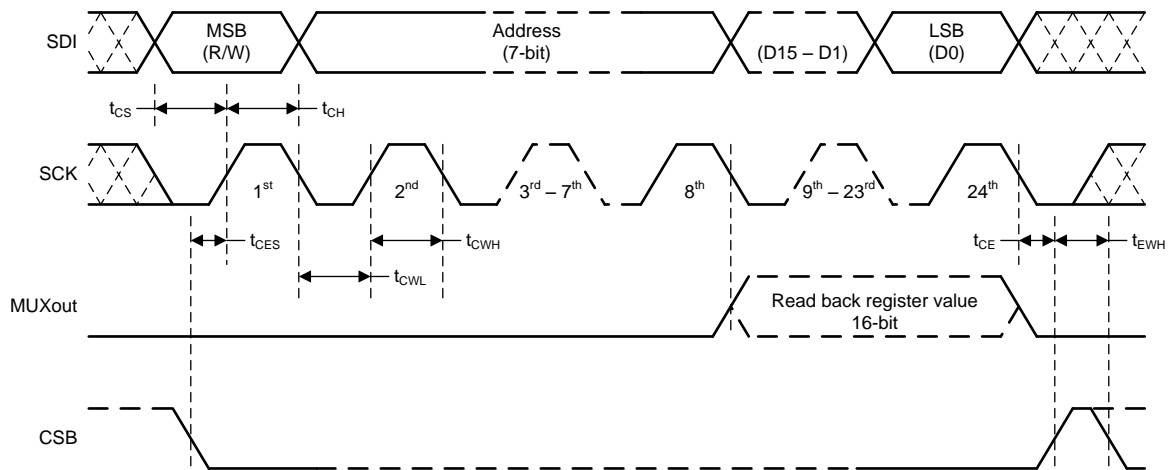 SDI
MSB
(R/W)
Address
(7-bit)
(D15 – D1)
LSB
(D0)
tCS
tCH
SCK
1st
2nd
3rd – 7th
8th
9th – 23rd
24th
tCES
tCWH
tCE
tEWH
tCWL
MUXout
Read back register value
16-bit
CSB